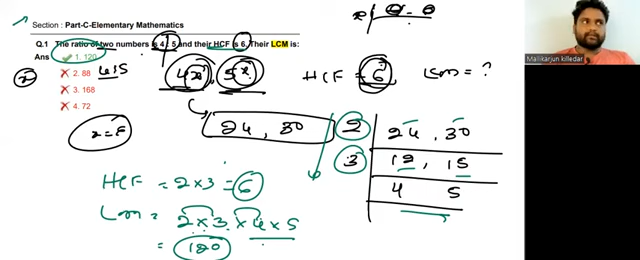 Section : Part-C-Elementary Mathematics
Q.1 The ratio of two numbers is 4 : 5 and their HCF is 6. Their LCM is:
Ans 1. 120
2. 88
3. 168
4. 72
4:5
4x, 5x
HCF = 6
LCM = ?
24, 30
2 24, 30
3 12, 15
4 5
HCF = 2 × 3 = 6
LCM = 2 × 3 × 4 × 5
= 120
Mallikarjun killedar